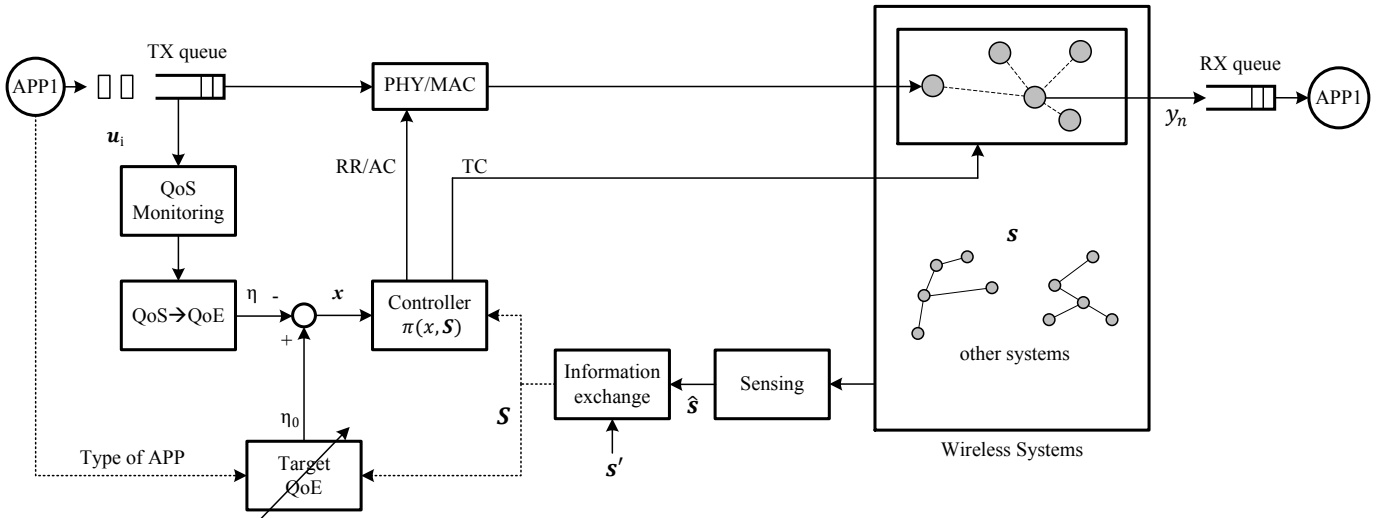 TX queue
RX queue
APP1
PHY/MAC
APP1
u_i
y_n
RR/AC
TC
QoS
Monitoring
s
QoS→QoE
η
-
+
x
Controller
π(x, S)
other systems
Information
exchange
ŝ
Sensing
S
η₀
s′
Wireless Systems
Type of APP
Target
QoE